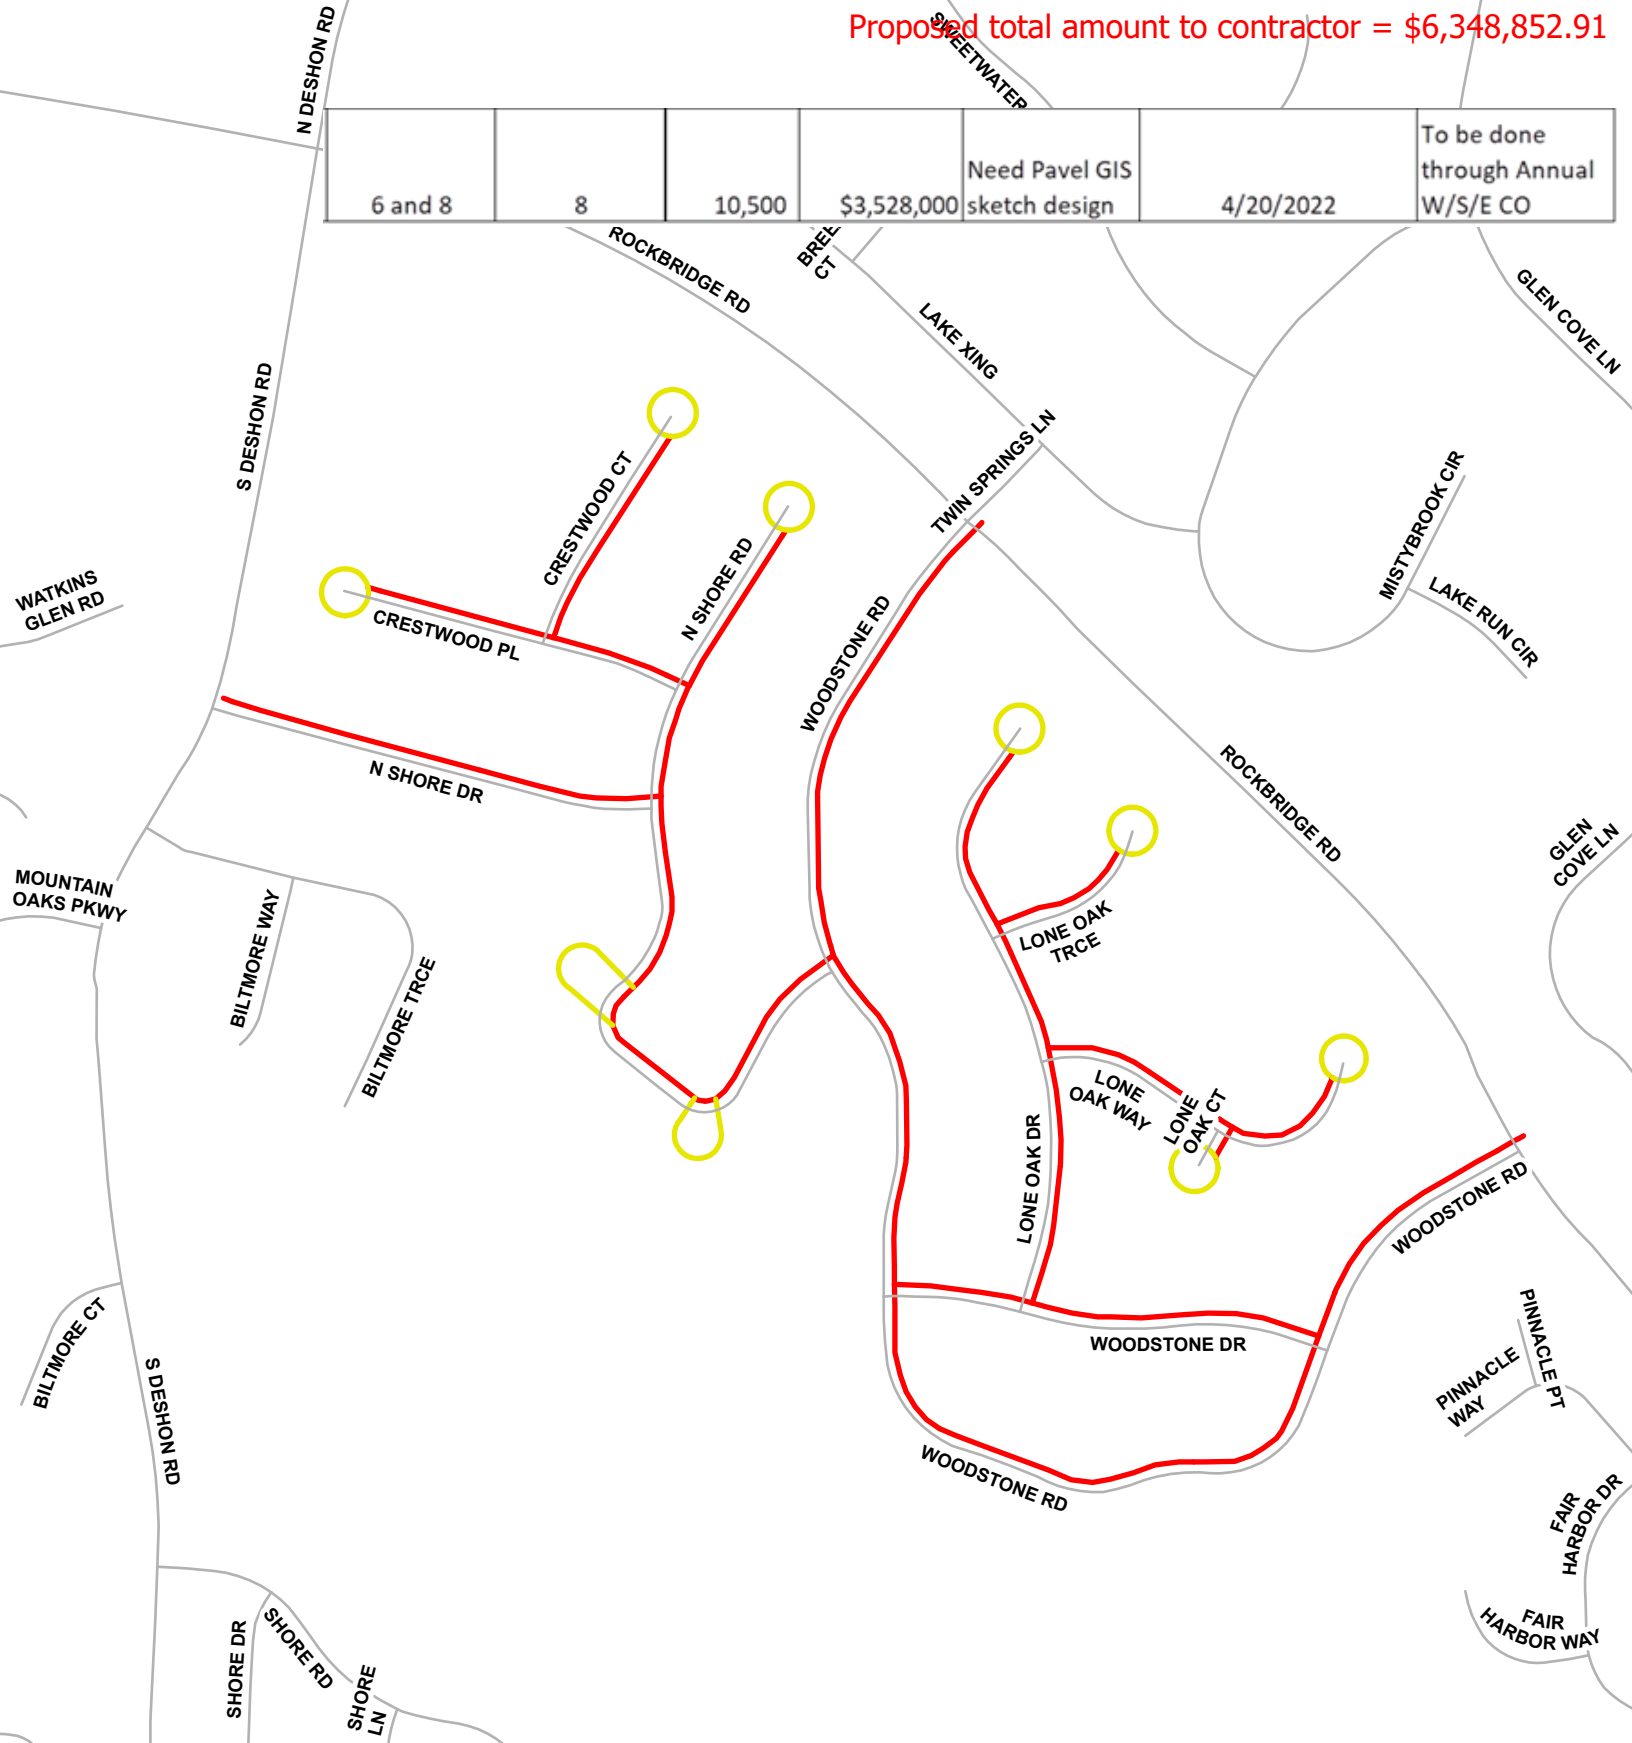 Proposed total amount to contractor = $6,348,852.91
SWEETWATER
N DESHON RD
6 and 8
8
10,500
$3,528,000
Need Pavel GIS
sketch design
4/20/2022
To be done
through Annual
W/S/E CO
ROCKBRIDGE RD
CT
LAKE XING
GLEN COVE LN
S DESHON RD
TWIN SPRINGS LN
CRESTWOOD CT
N SHORE RD
MISTYBROOK CIR
LAKE RUN CIR
WATKINS
GLEN RD
CRESTWOOD PL
WOODSTONE RD
N SHORE DR
ROCKBRIDGE RD
GLEN
COVE LN
MOUNTAIN
OAKS PKWY
BILTMORE WAY
BILTMORE TRCE
LONE OAK
TRCE
LONE
OAK WAY
LONE
OAK CT
LONE OAK DR
WOODSTONE RD
BILTMORE CT
WOODSTONE DR
PINNACLE PT
PINNACLE
WAY
S DESHON RD
WOODSTONE RD
FAIR
HARBOR DR
FAIR
HARBOR WAY
SHORE DR
SHORE RD
SHORE
LN